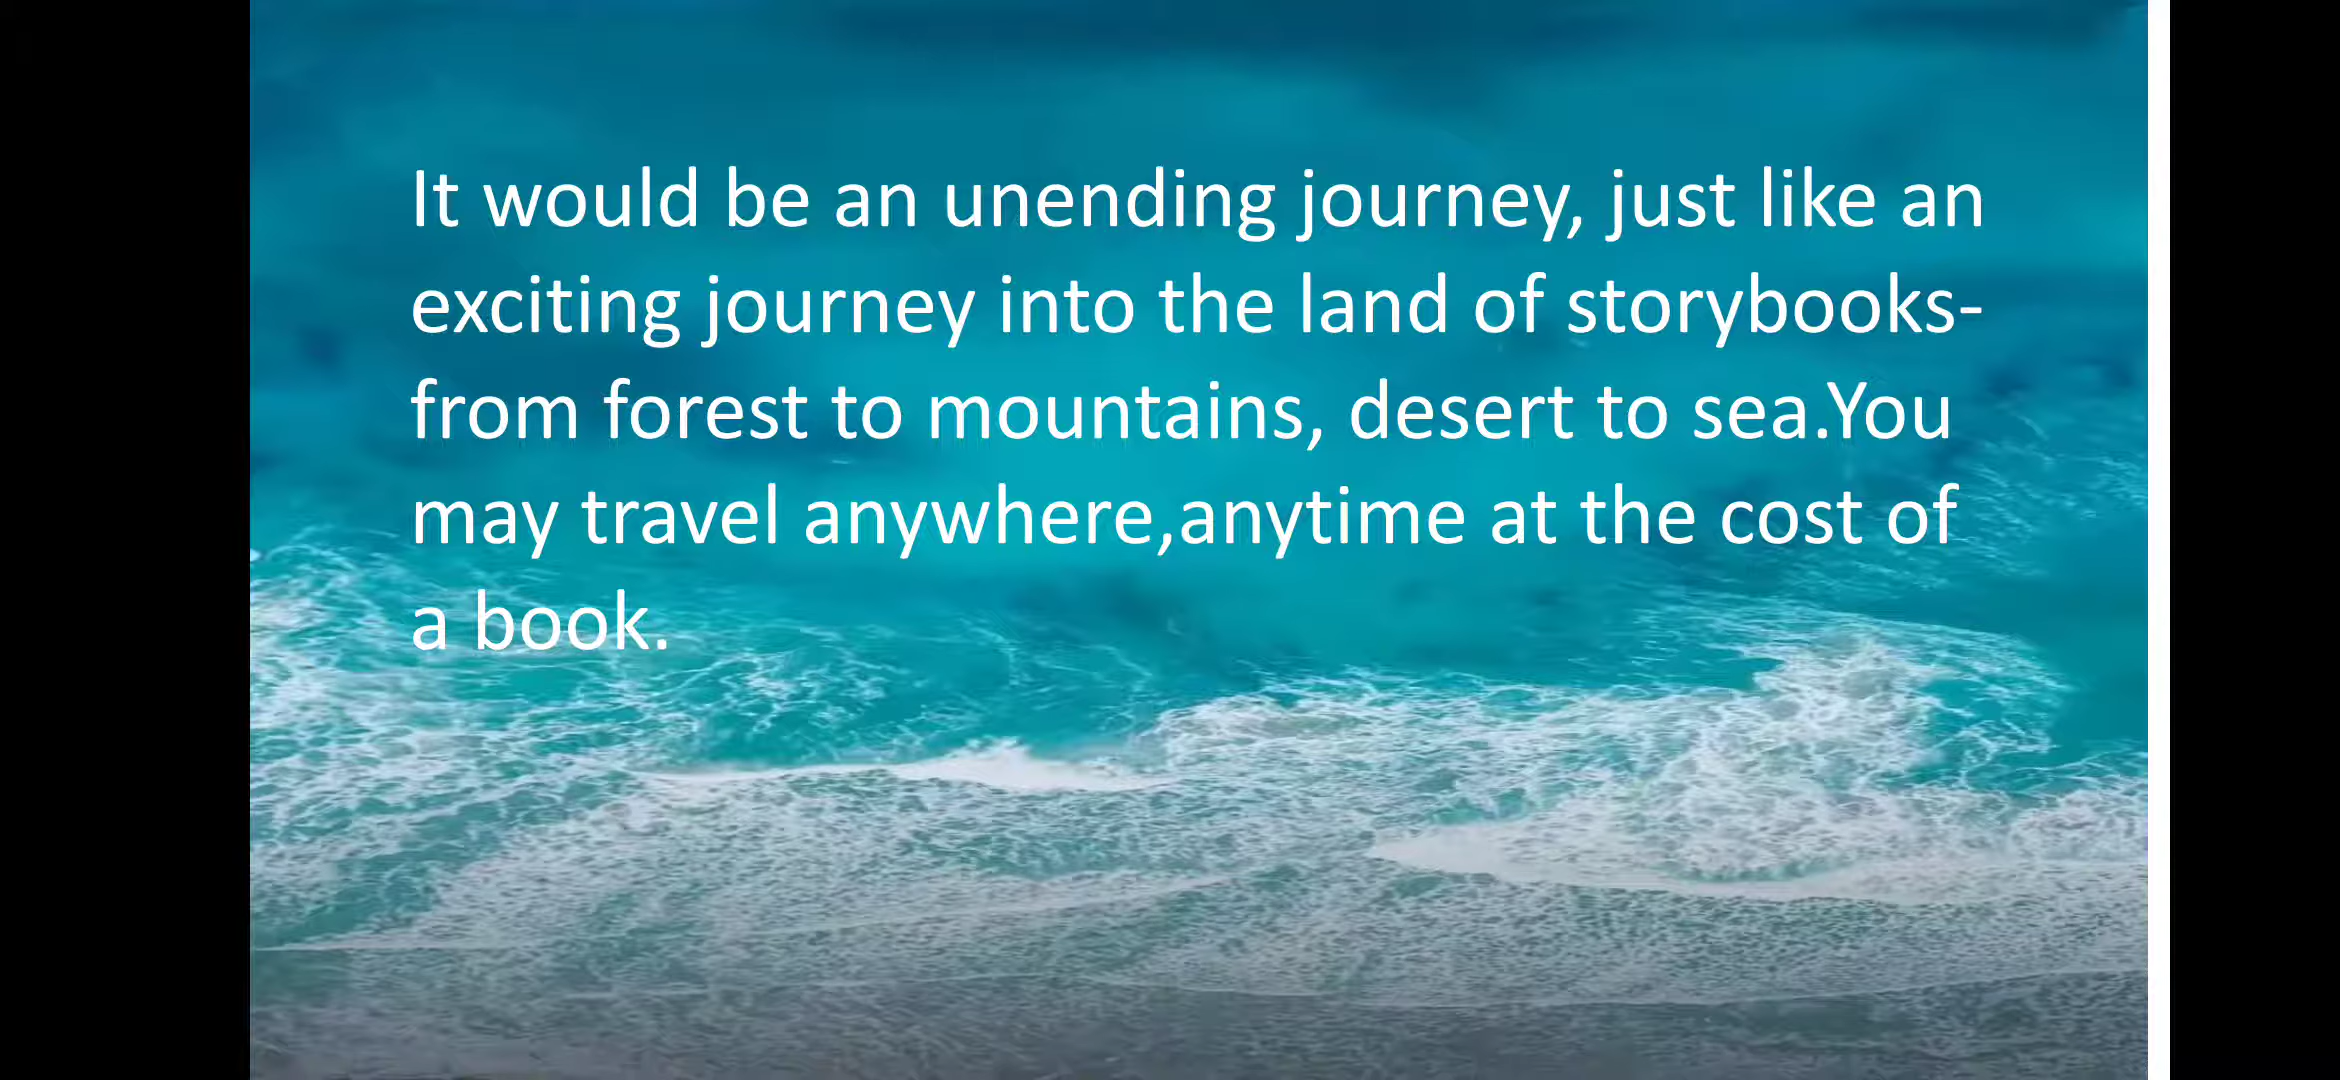 It would be an unending journey, just like an
exciting journey into the land of storybooks-
from forest to mountains, desert to sea.You
may travel anywhere,anytime at the cost of
a book.